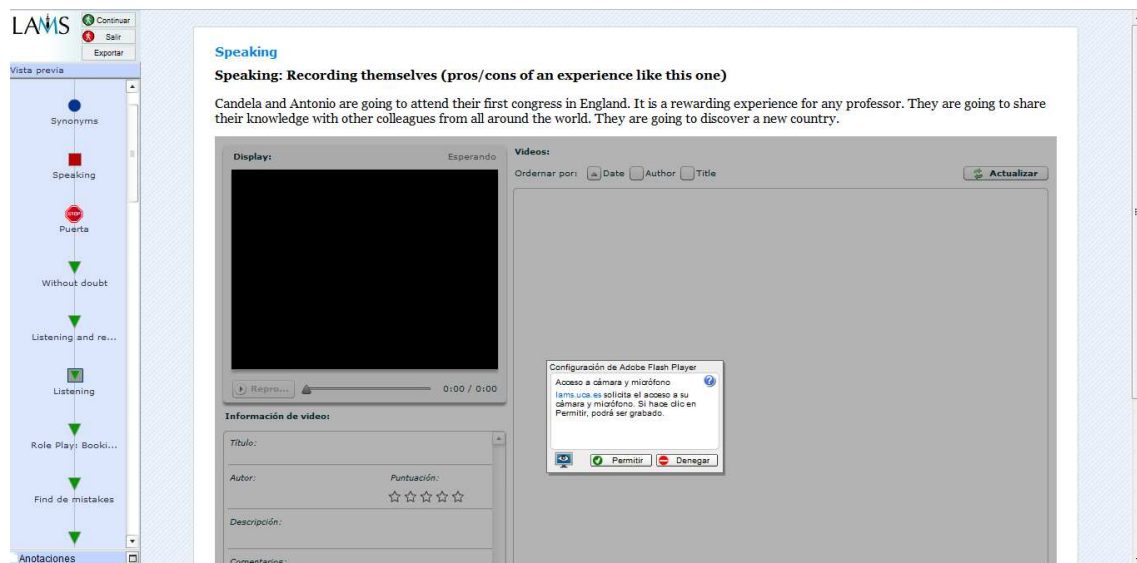 LAMS
Continuar
Salir
Exportar
Vista previa
Synonyms
Speaking
STOP
Puerta
Without doubt
Listening and re...
Listening
Role Play: Booki...
Find de mistakes
Anotaciones
Speaking
Speaking: Recording themselves (pros/cons of an experience like this one)
Candela and Antonio are going to attend their first congress in England. It is a rewarding experience for any professor. They are going to share
their knowledge with other colleagues from all around the world. They are going to discover a new country.
Display: Esperando
Repro... 0:00 / 0:00
Información de video:
Título:
Autor: Puntuación:
Descripción:
Comentarios:
Videos:
Ordernar por: Date Author Title Actualizar
Configuración de Adobe Flash Player
Acceso a cámara y micrófono
lams.uca.es solicita el acceso a su
cámara y micrófono. Si hace clic en
Permitir, podrá ser grabado.
Permitir Denegar